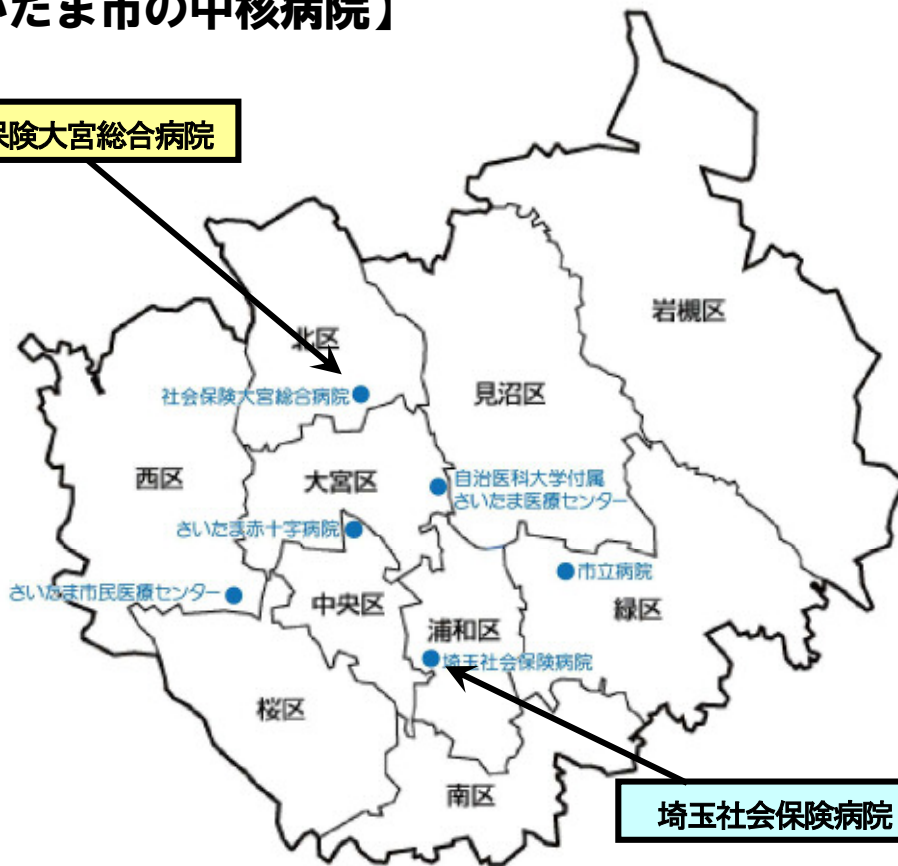 いたま市の中核病院】
保険大宮総合病院
岩槻区
北区
見沼区
社会保険大宮総合病院
西区
大宮区
自治医科大学付属
さいたま医療センター
さいたま赤十字病院
市立病院
さいたま市民医療センター
中央区
緑区
浦和区
埼玉社会保険病院
桜区
南区
埼玉社会保険病院